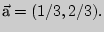 a⃗ = (1/3, 2/3).